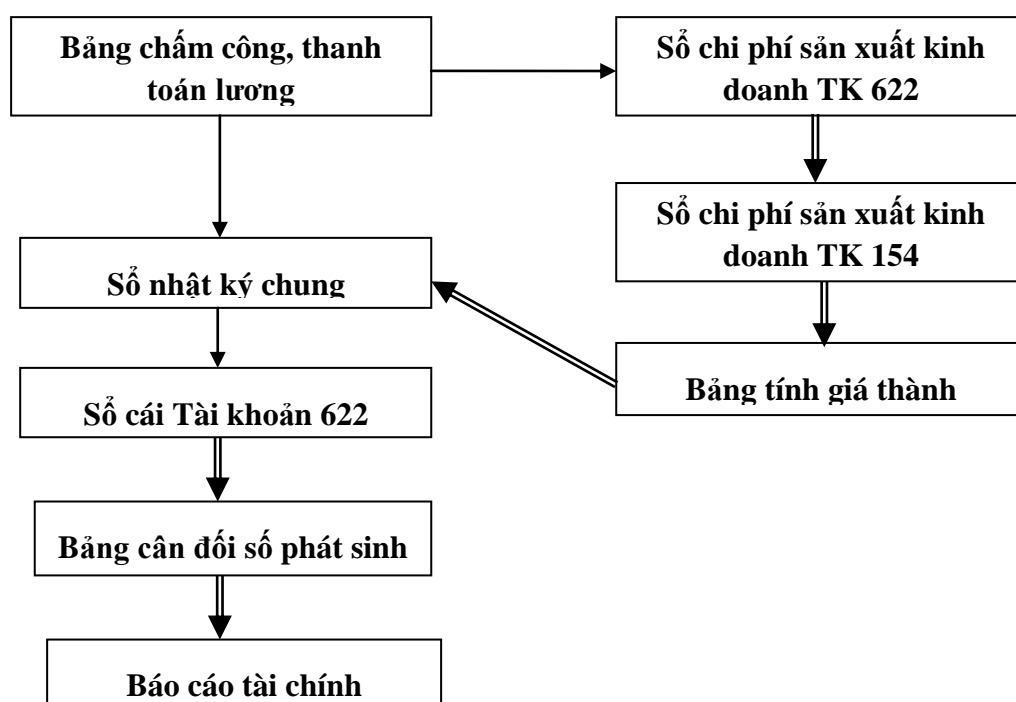 Bảng chấm công, thanh
toán lương
Sổ chi phí sản xuất kinh
doanh TK 622
Sổ chi phí sản xuất kinh
doanh TK 154
Sổ nhật ký chung
Bảng tính giá thành
Sổ cái Tài khoản 622
Bảng cân đối số phát sinh
Báo cáo tài chính